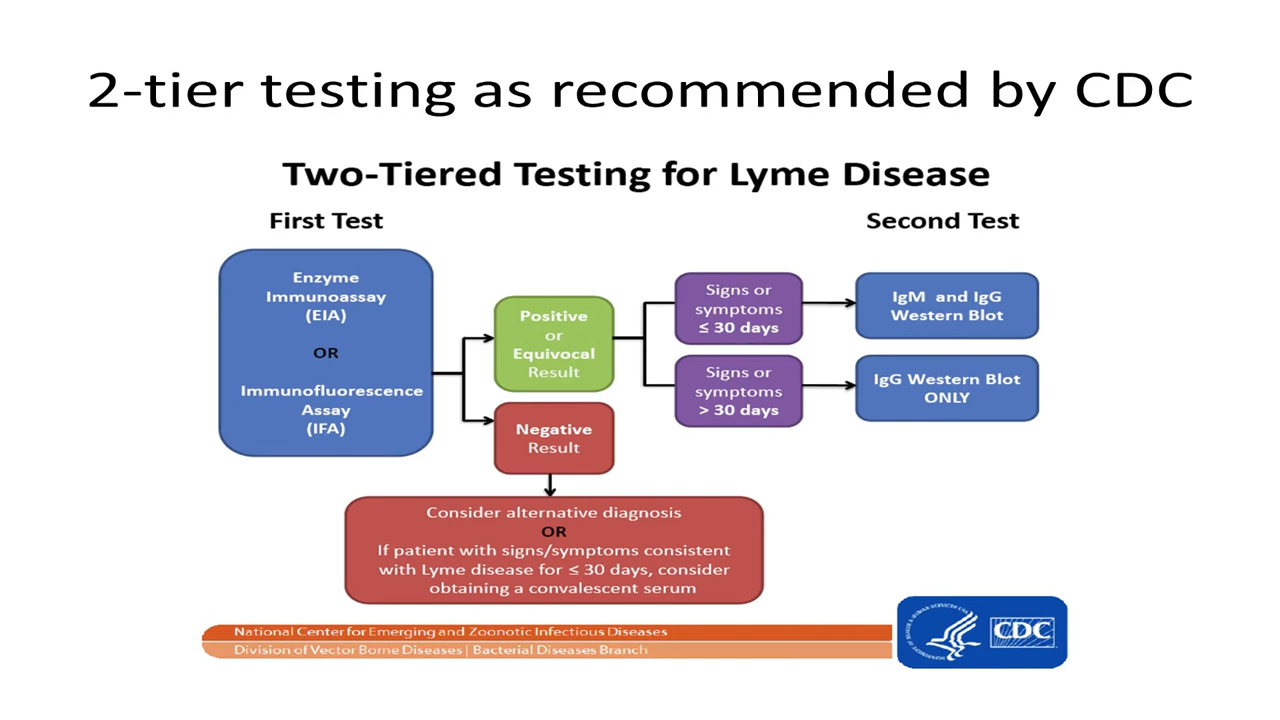 2-tier testing as recommended by CDC
Two-Tiered Testing for Lyme Disease
First Test
Second Test
Enzyme
Immunoassay
(EIA)
OR
Immunofluorescence
Assay
(IFA)
Positive
or
Equivocal
Result
Negative
Result
Signs or
symptoms
≤ 30 days
Signs or
symptoms
> 30 days
IgM and IgG
Western Blot
IgG Western Blot
ONLY
Consider alternative diagnosis
OR
If patient with signs/symptoms consistent
with Lyme disease for ≤ 30 days, consider
obtaining a convalescent serum
National Center for Emerging and Zoonotic Infectious Diseases
Division of Vector Borne Diseases | Bacterial Diseases Branch
CDC